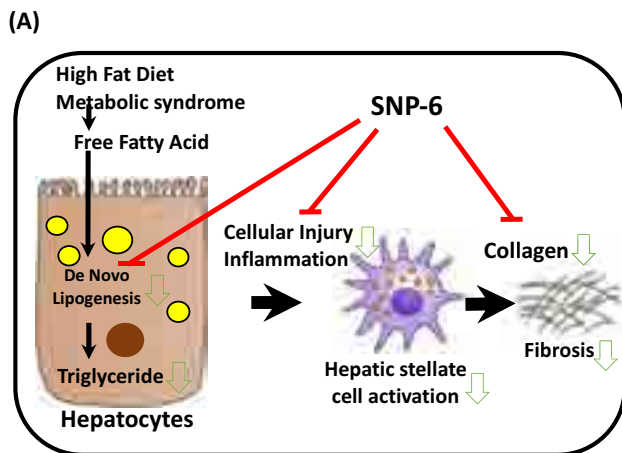 (A)
High Fat Diet
Metabolic syndrome
Free Fatty Acid
SNP-6
De Novo
Lipogenesis
Triglyceride
Hepatocytes
Cellular Injury
Inflammation
Hepatic stellate
cell activation
Collagen
Fibrosis